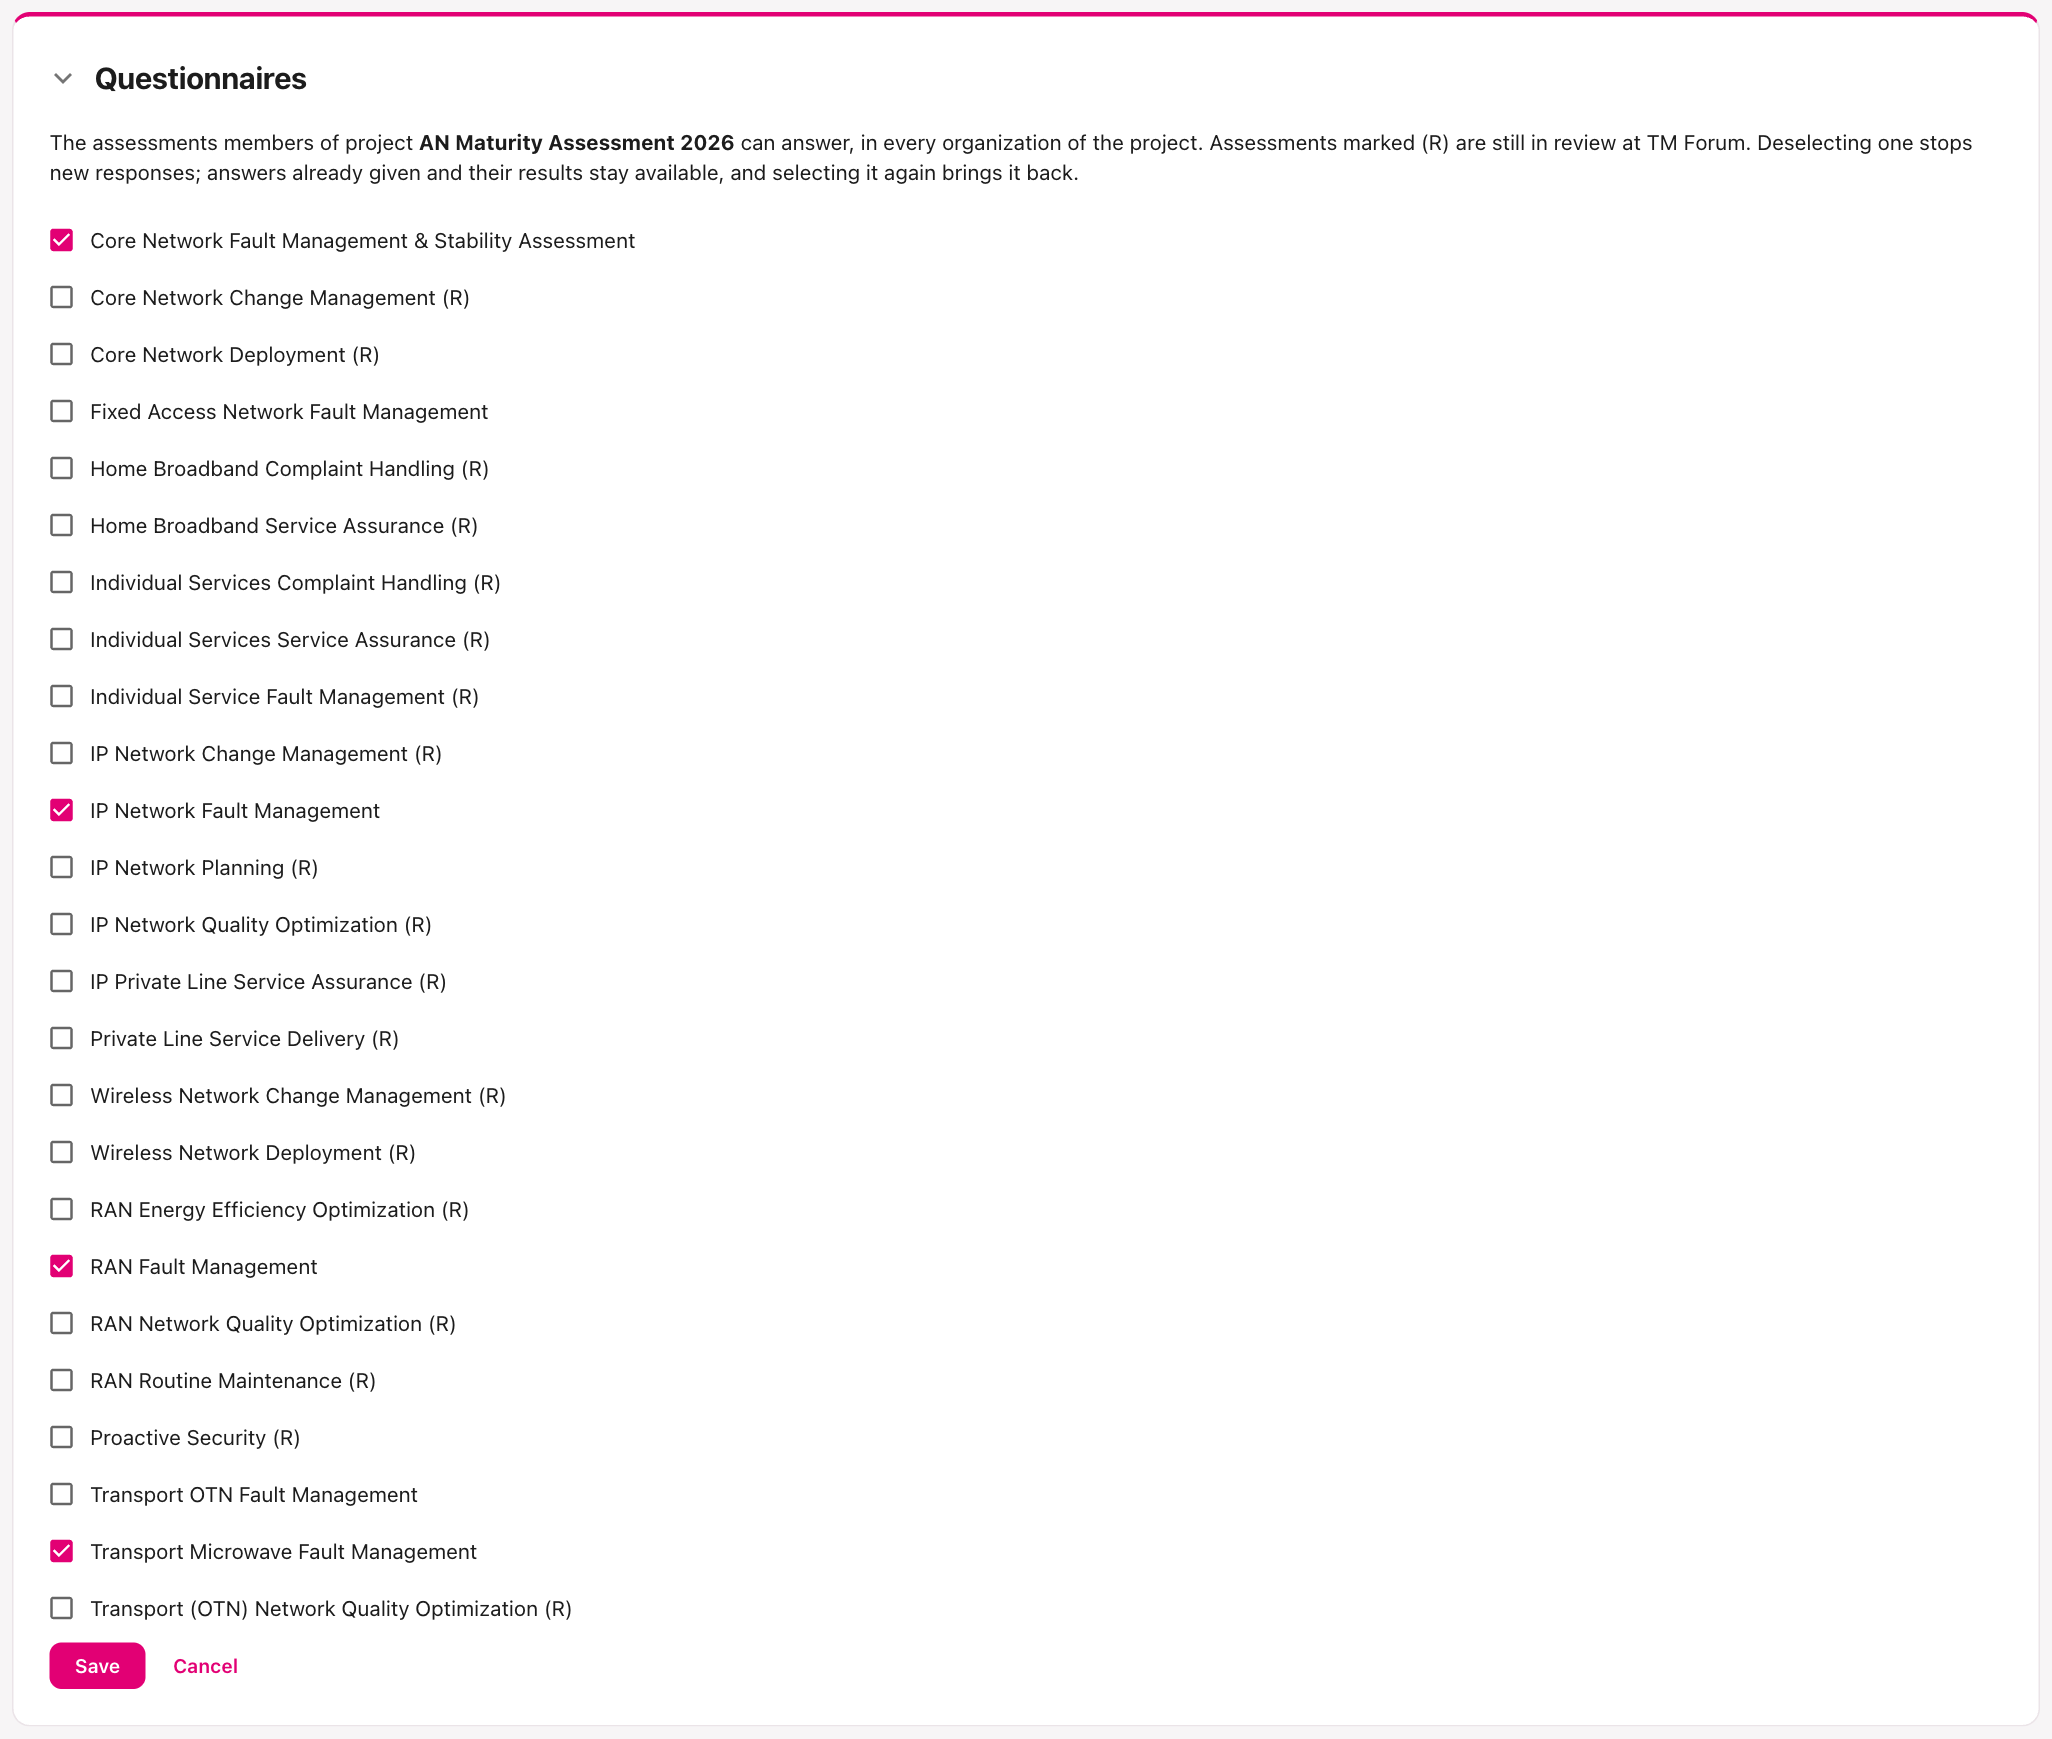 Questionnaires
The assessments members of project AN Maturity Assessment 2026 can answer, in every organization of the project. Assessments marked (R) are still in review at TM Forum. Deselecting one stops
new responses; answers already given and their results stay available, and selecting it again brings it back.
Core Network Fault Management & Stability Assessment
Core Network Change Management (R)
Core Network Deployment (R)
Fixed Access Network Fault Management
Home Broadband Complaint Handling (R)
Home Broadband Service Assurance (R)
Individual Services Complaint Handling (R)
Individual Services Service Assurance (R)
Individual Service Fault Management (R)
IP Network Change Management (R)
IP Network Fault Management
IP Network Planning (R)
IP Network Quality Optimization (R)
IP Private Line Service Assurance (R)
Private Line Service Delivery (R)
Wireless Network Change Management (R)
Wireless Network Deployment (R)
RAN Energy Efficiency Optimization (R)
RAN Fault Management
RAN Network Quality Optimization (R)
RAN Routine Maintenance (R)
Proactive Security (R)
Transport OTN Fault Management
Transport Microwave Fault Management
Transport (OTN) Network Quality Optimization (R)
Save Cancel